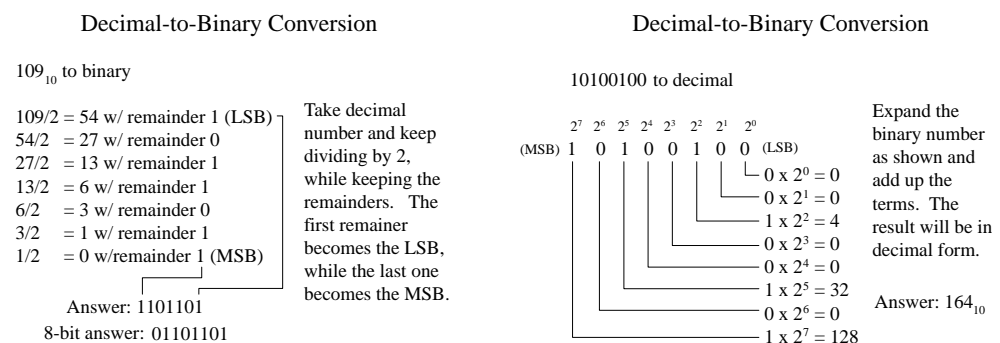 Decimal-to-Binary Conversion
109₁₀ to binary
109/2 = 54 w/ remainder 1 (LSB)
54/2 = 27 w/ remainder 0
27/2 = 13 w/ remainder 1
13/2 = 6 w/ remainder 1
6/2 = 3 w/ remainder 0
3/2 = 1 w/ remainder 1
1/2 = 0 w/remainder 1 (MSB)
Answer: 1101101
8-bit answer: 01101101
Take decimal
number and keep
dividing by 2,
while keeping the
remainders. The
first remainer
becomes the LSB,
while the last one
becomes the MSB.
Decimal-to-Binary Conversion
10100100 to decimal
2⁷ 2⁶ 2⁵ 2⁴ 2³ 2² 2¹ 2⁰
(MSB) 1 0 1 0 0 1 0 0 (LSB)
0 x 2⁰ = 0
0 x 2¹ = 0
1 x 2² = 4
0 x 2³ = 0
0 x 2⁴ = 0
1 x 2⁵ = 32
0 x 2⁶ = 0
1 x 2⁷ = 128
Expand the
binary number
as shown and
add up the
terms. The
result will be in
decimal form.
Answer: 164₁₀